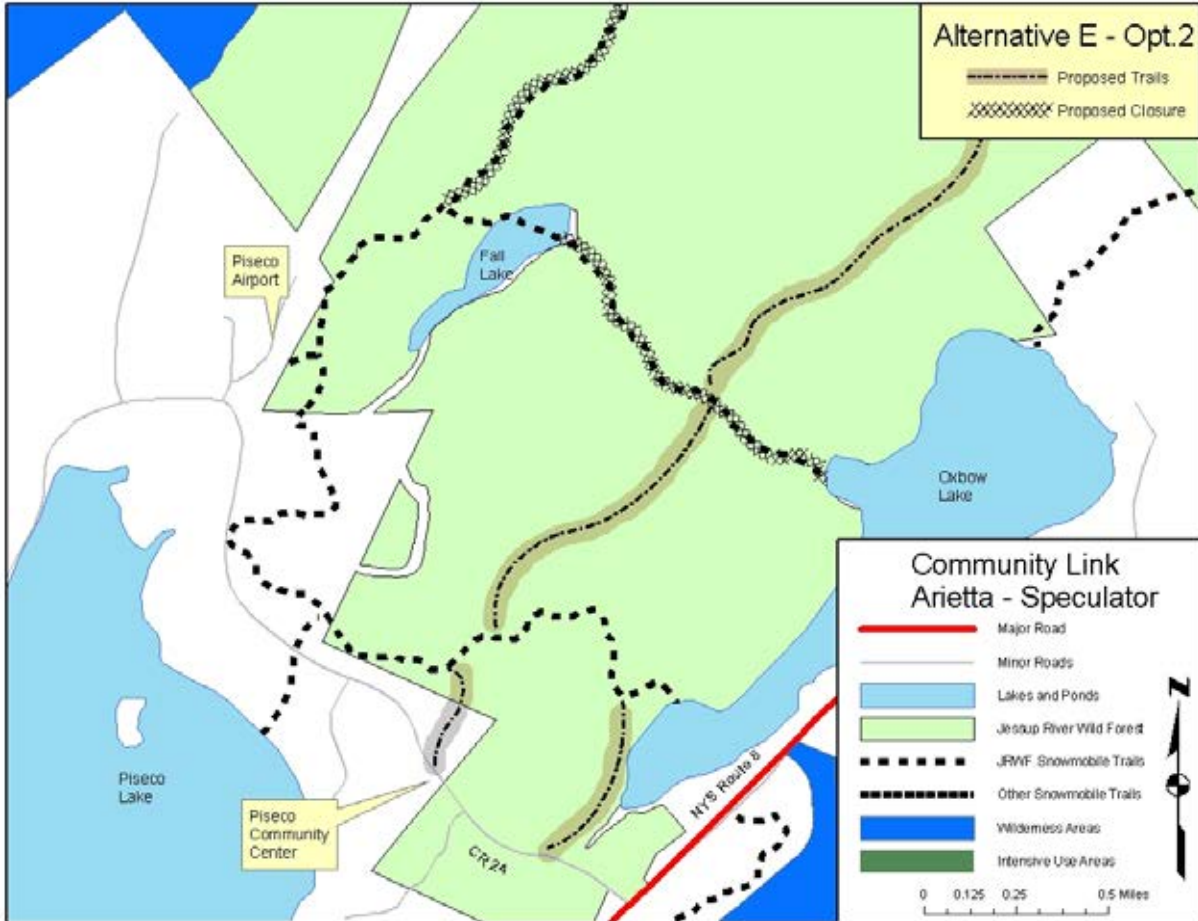 Alternative E - Opt.2
Proposed Trails
Proposed Closure
Piseco
Airport
Fall
Lake
Oxbow
Lake
Piseco
Lake
Piseco
Community
Center
CR 24
NYS Route 8
Community Link
Arietta - Speculator
Major Road
Minor Roads
Lakes and Ponds
Jessup River Wild Forest
JRWF Snowmobile Trails
Other Snowmobile Trails
Wilderness Areas
Intensive Use Areas
N
0 0.125 0.25 0.5 Miles